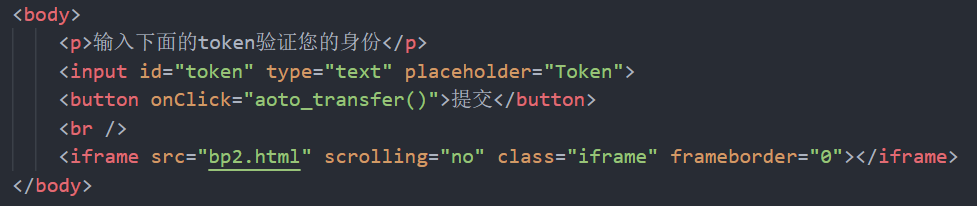 <body>
<p>输入下面的token验证您的身份</p>
<input id="token" type="text" placeholder="Token">
<button onClick="aoto_transfer()">提交</button>
<br />
<iframe src="bp2.html" scrolling="no" class="iframe" frameborder="0"></iframe>
</body>